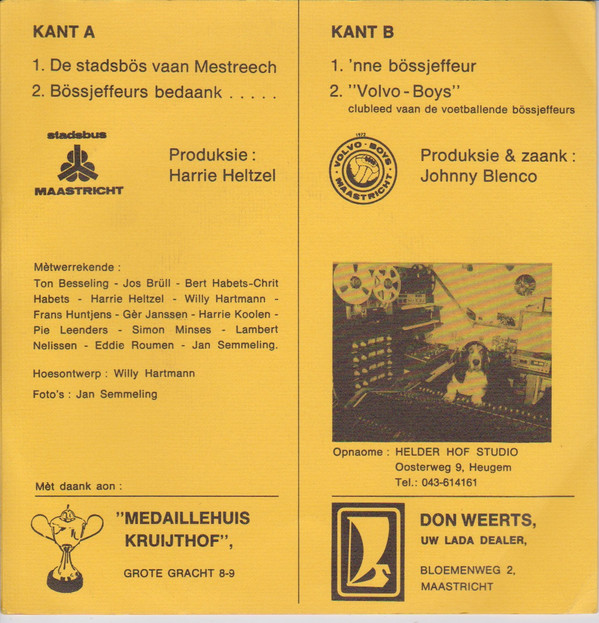 KANT A
1. De stadsbös vaan Mestreech
2. Bössjeffeurs bedaank . . . . .
stadsbus
MAASTRICHT
Produksie :
Harrie Heltzel
Mètwerrekende :
Ton Besseling - Jos Brüll - Bert Habets-Chrit
Habets - Harrie Heltzel - Willy Hartmann -
Frans Huntjens - Gèr Janssen - Harrie Koolen -
Pie Leenders - Simon Minses - Lambert
Nelissen - Eddie Roumen - Jan Semmeling.
Hoesontwerp : Willy Hartmann
Foto's : Jan Semmeling
Mèt daank aon :
"MEDAILLEHUIS
KRUIJTHOF",
GROTE GRACHT 8-9
KANT B
1. 'nne bössjeffeur
2. "Volvo - Boys"
clubleed vaan de voetballende bössjeffeurs
1972
VOLVO - BOYS
MAASTRICHT
Produksie & zaank :
Johnny Blenco
Opnaome : HELDER HOF STUDIO
Oosterweg 9, Heugem
Tel.: 043-614161
DON WEERTS,
UW LADA DEALER,
BLOEMENWEG 2,
MAASTRICHT